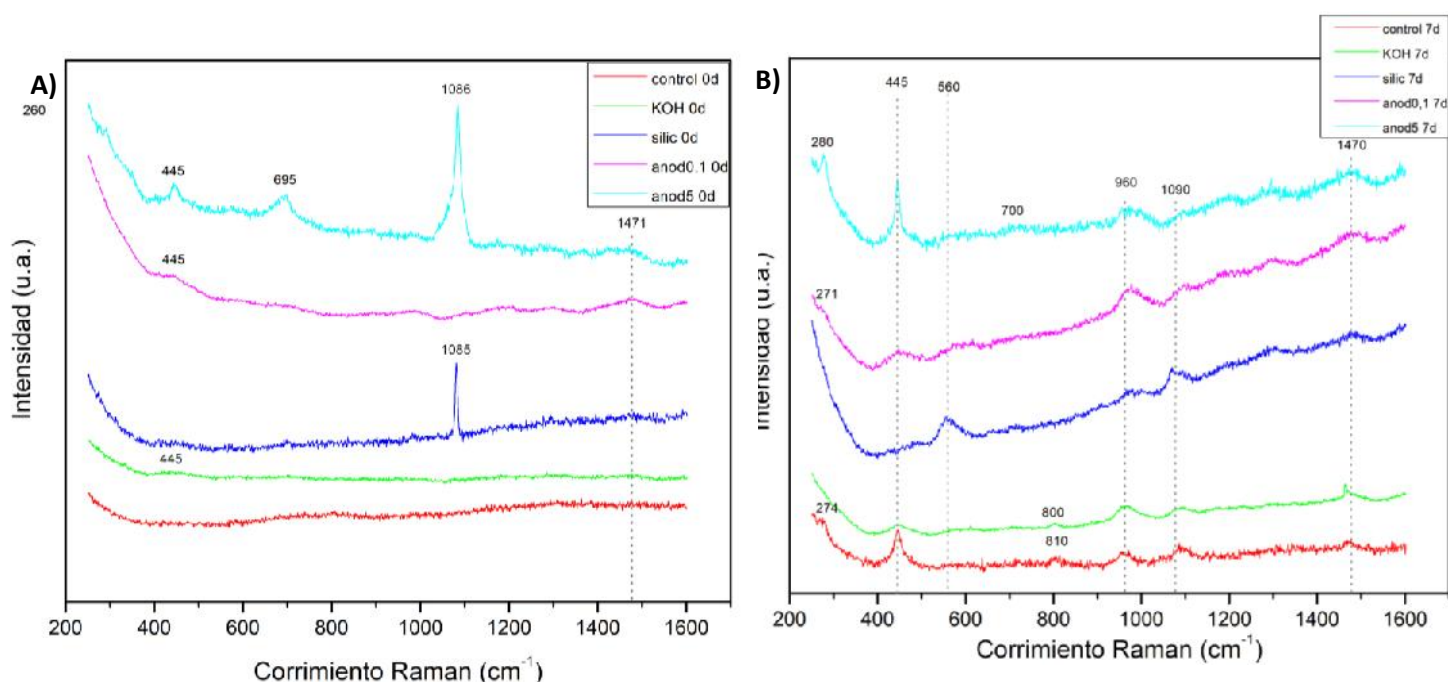 A)
260
1086
445
695
1471
445
1085
445
control 0d
KOH 0d
silic 0d
anod0.1 0d
anod5 0d
Intensidad (u.a.)
200 400 600 800 1000 1200 1400 1600
Corrimiento Raman (cm⁻¹)
B)
control 7d
KOH 7d
silic 7d
anod0,1 7d
anod5 7d
445 560
280
1470
960 1090
700
271
274
800
810
Intensidad (u.a.)
200 400 600 800 1000 1200 1400 1600
Corrimiento Raman (cm⁻¹)